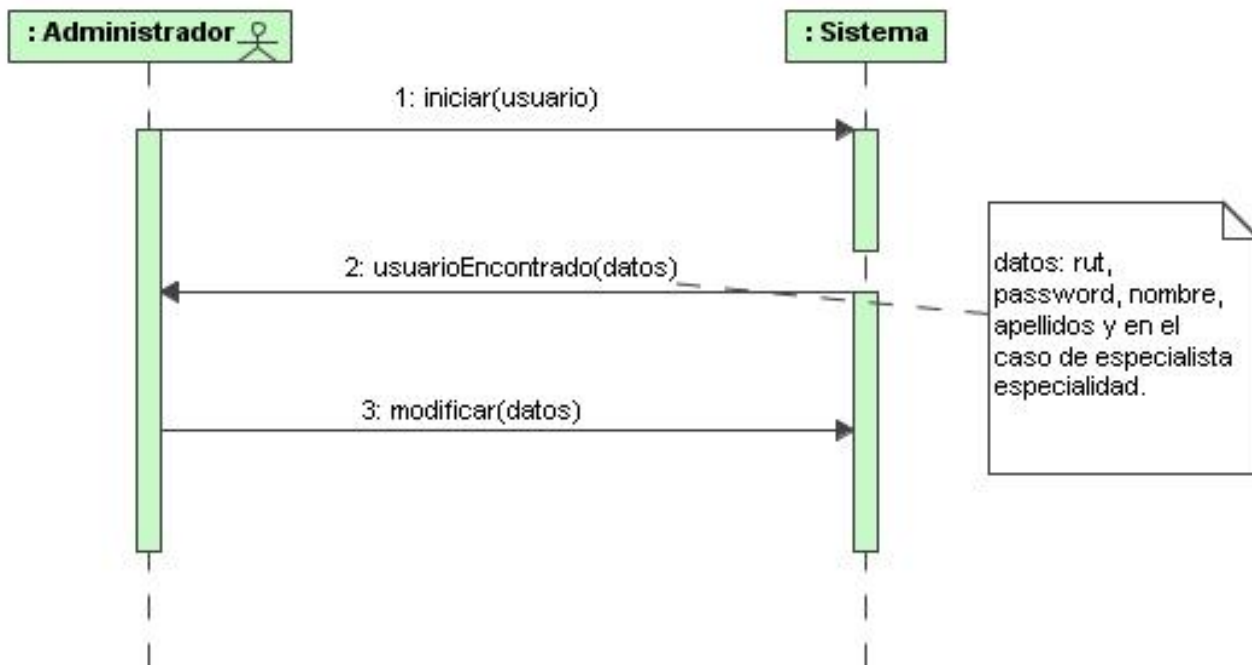 : Administrador
: Sistema
1: iniciar(usuario)
2: usuarioEncontrado(datos)
datos: rut,
password, nombre,
apellidos y en el
caso de especialista
especialidad.
3: modificar(datos)